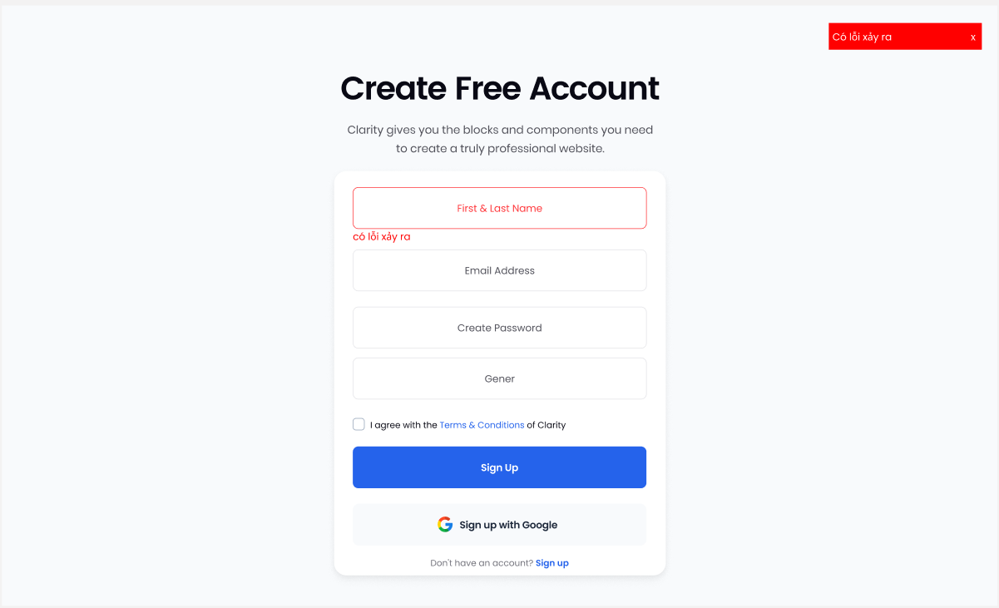 Có lỗi xảy ra x
Create Free Account
Clarity gives you the blocks and components you need
to create a truly professional website.
First & Last Name
có lỗi xảy ra
Email Address
Create Password
Gener
I agree with the Terms & Conditions of Clarity
Sign Up
Sign up with Google
Don't have an account? Sign up